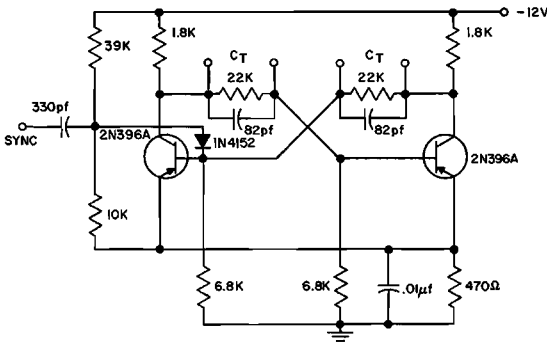 -12V
39K
1.8K
CT
CT
1.8K
22K
22K
330pf
82pf
82pf
SYNC
2N396A
1N4152
2N396A
10K
6.8K
6.8K
.01μf
470Ω